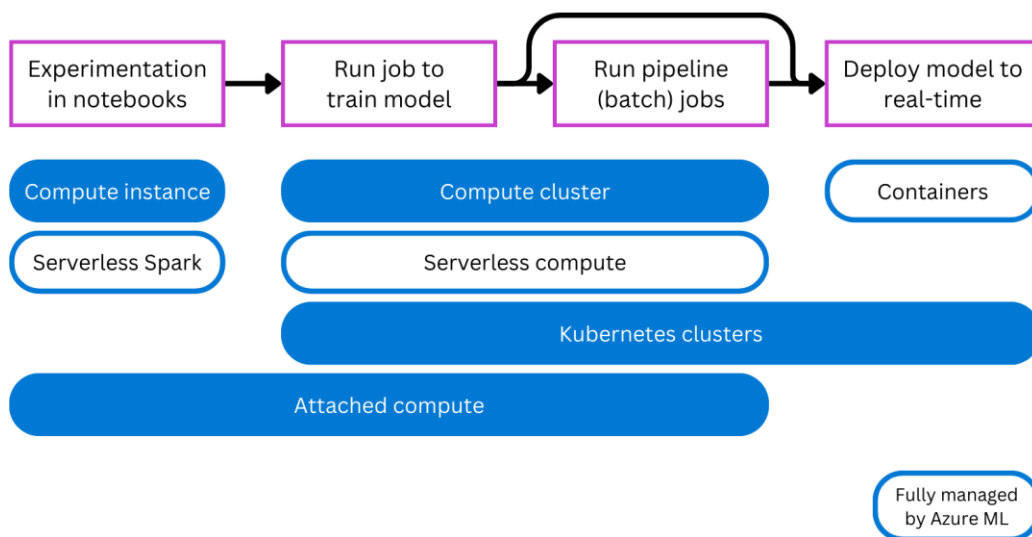 Experimentation
in notebooks
Run job to
train model
Run pipeline
(batch) jobs
Deploy model to
real-time
Compute instance
Compute cluster
Containers
Serverless Spark
Serverless compute
Kubernetes clusters
Attached compute
Fully managed
by Azure ML